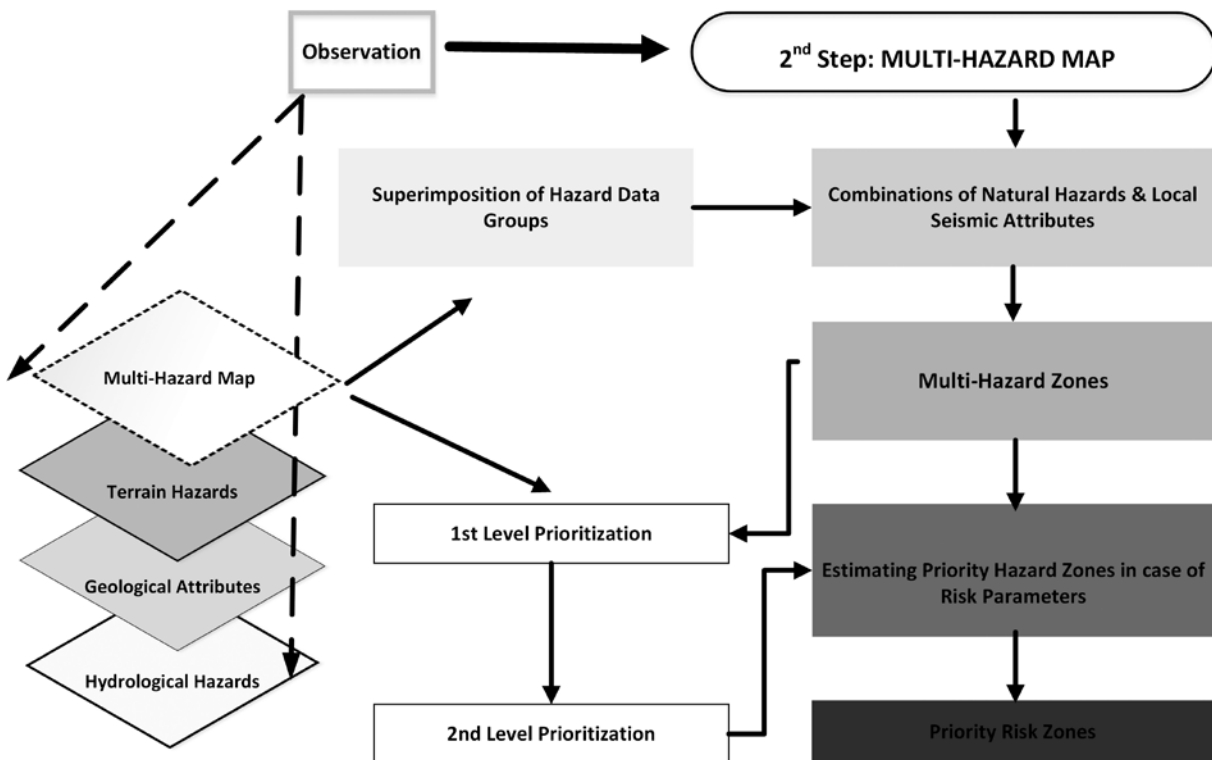 Observation
2nd Step: MULTI-HAZARD MAP
Superimposition of Hazard Data
Groups
Combinations of Natural Hazards & Local
Seismic Attributes
Multi-Hazard Map
Multi-Hazard Zones
Terrain Hazards
1st Level Prioritization
Geological Attributes
Estimating Priority Hazard Zones in case of
Risk Parameters
Hydrological Hazards
2nd Level Prioritization
Priority Risk Zones